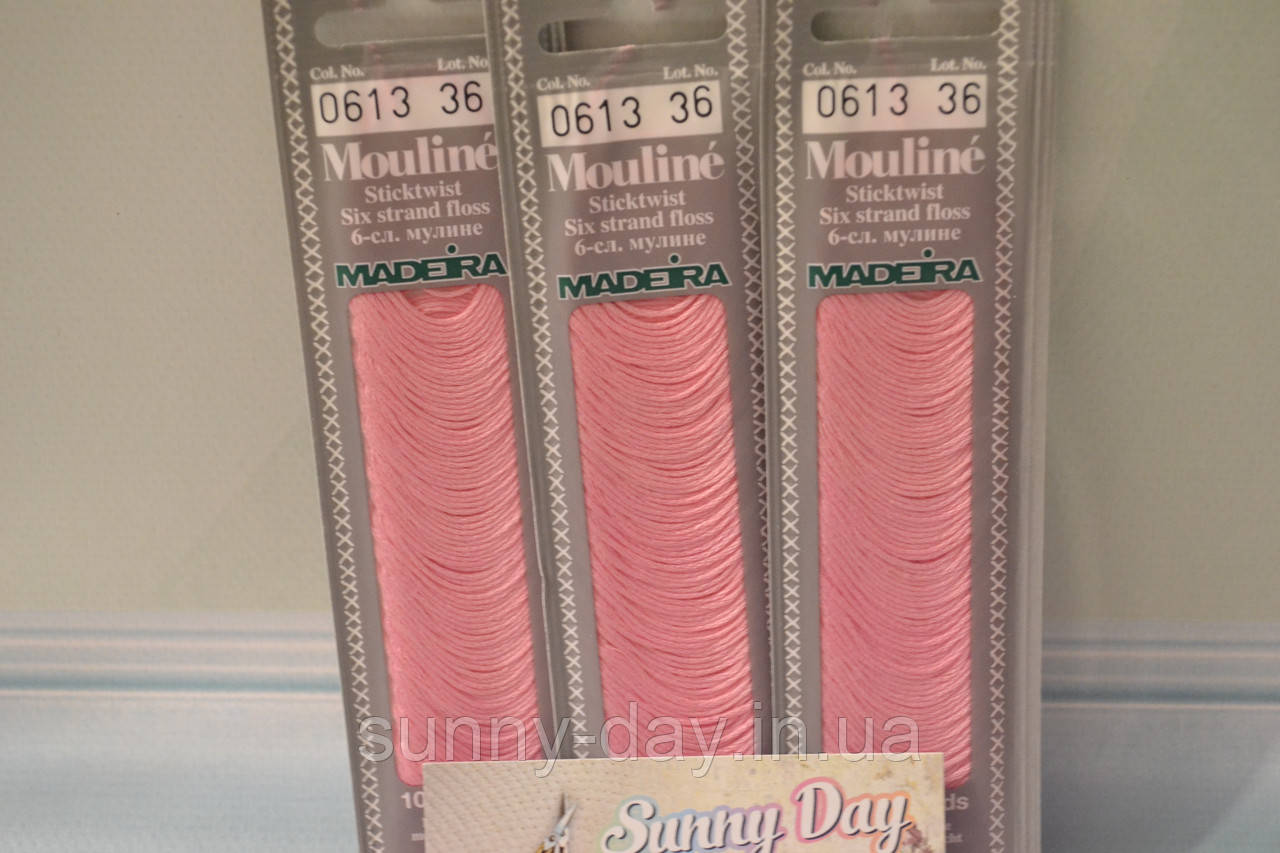 Col. No. Lot. No.
0613 36
Mouliné
Sticktwist
Six strand floss
6-сл. мулине
MADEIRA
10
Col. No. Lot. No.
0613 36
Mouliné
Sticktwist
Six strand floss
6-сл. мулине
MADEIRA
Col. No. Lot. No.
0613 36
Mouliné
Sticktwist
Six strand floss
6-сл. мулине
MADEIRA
sunny-day.in.ua
Sunny Day